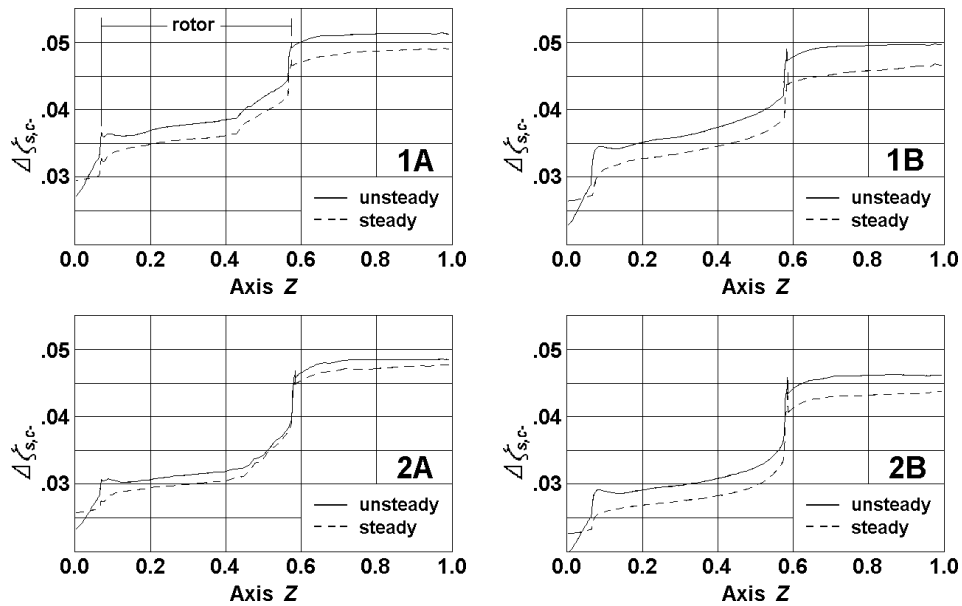 rotor
.05
.04
.03
Δζs,c-
1A
unsteady
steady
0.0 0.2 0.4 0.6 0.8 1.0
Axis Z
.05
.04
.03
Δζs,c-
1B
unsteady
steady
0.0 0.2 0.4 0.6 0.8 1.0
Axis Z
.05
.04
.03
Δζs,c-
2A
unsteady
steady
0.0 0.2 0.4 0.6 0.8 1.0
Axis Z
.05
.04
.03
Δζs,c-
2B
unsteady
steady
0.0 0.2 0.4 0.6 0.8 1.0
Axis Z